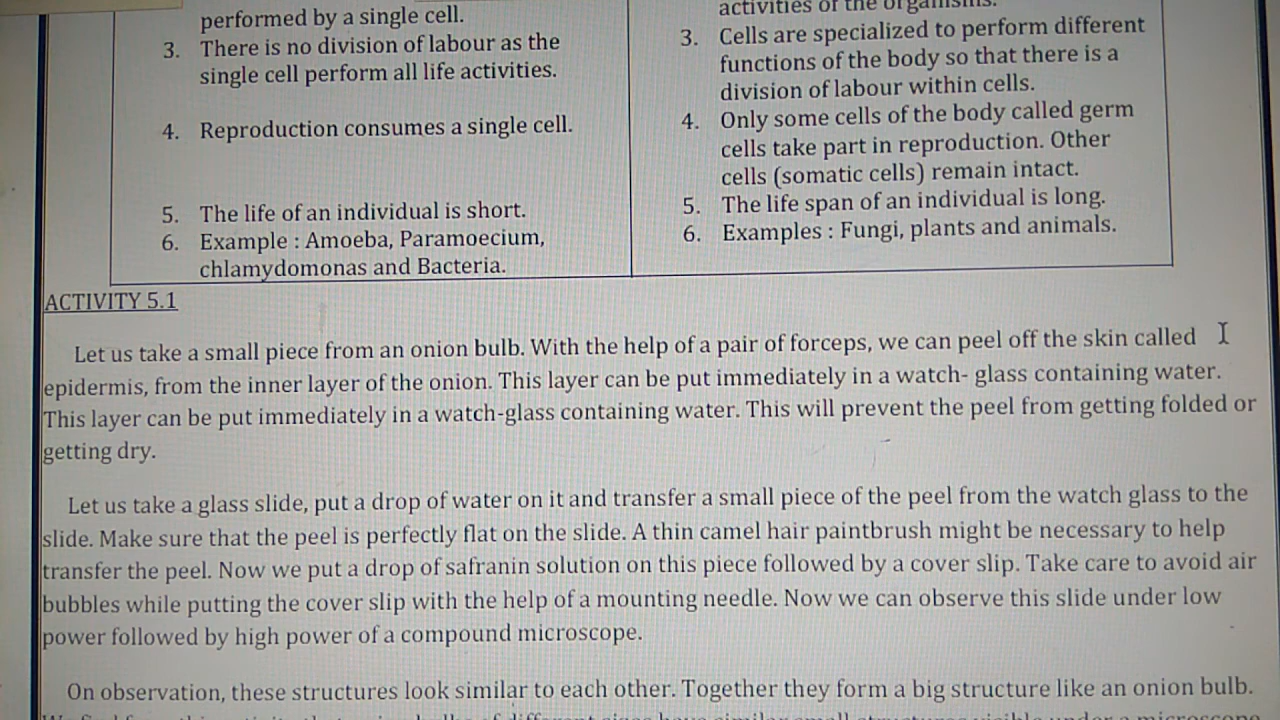 performed by a single cell.
3. There is no division of labour as the
single cell perform all life activities.
4. Reproduction consumes a single cell.
5. The life of an individual is short.
6. Example : Amoeba, Paramoecium,
chlamydomonas and Bacteria.
activities of the organisms.
3. Cells are specialized to perform different
functions of the body so that there is a
division of labour within cells.
4. Only some cells of the body called germ
cells take part in reproduction. Other
cells (somatic cells) remain intact.
5. The life span of an individual is long.
6. Examples : Fungi, plants and animals.
ACTIVITY 5.1
Let us take a small piece from an onion bulb. With the help of a pair of forceps, we can peel off the skin called
epidermis, from the inner layer of the onion. This layer can be put immediately in a watch- glass containing water.
This layer can be put immediately in a watch-glass containing water. This will prevent the peel from getting folded or
getting dry.
Let us take a glass slide, put a drop of water on it and transfer a small piece of the peel from the watch glass to the
slide. Make sure that the peel is perfectly flat on the slide. A thin camel hair paintbrush might be necessary to help
transfer the peel. Now we put a drop of safranin solution on this piece followed by a cover slip. Take care to avoid air
bubbles while putting the cover slip with the help of a mounting needle. Now we can observe this slide under low
power followed by high power of a compound microscope.
On observation, these structures look similar to each other. Together they form a big structure like an onion bulb.